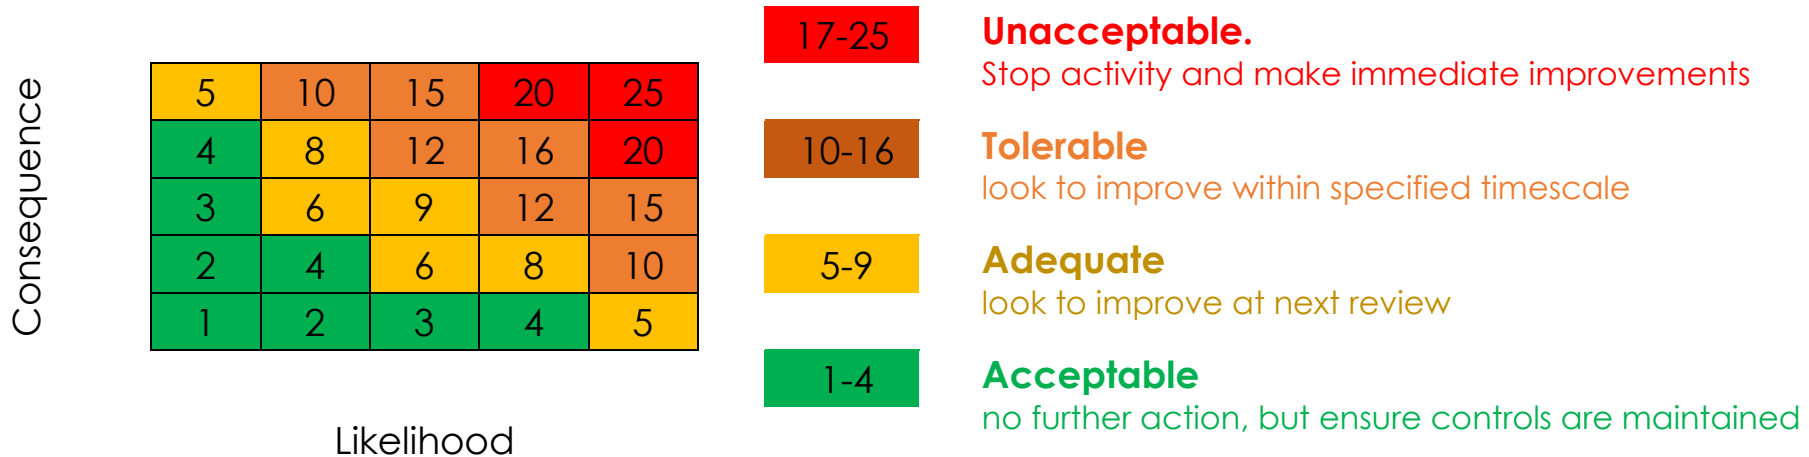 Consequence
5 10 15 20 25
4 8 12 16 20
3 6 9 12 15
2 4 6 8 10
1 2 3 4 5
Likelihood
17-25
Unacceptable.
Stop activity and make immediate improvements
10-16
Tolerable
look to improve within specified timescale
5-9
Adequate
look to improve at next review
1-4
Acceptable
no further action, but ensure controls are maintained